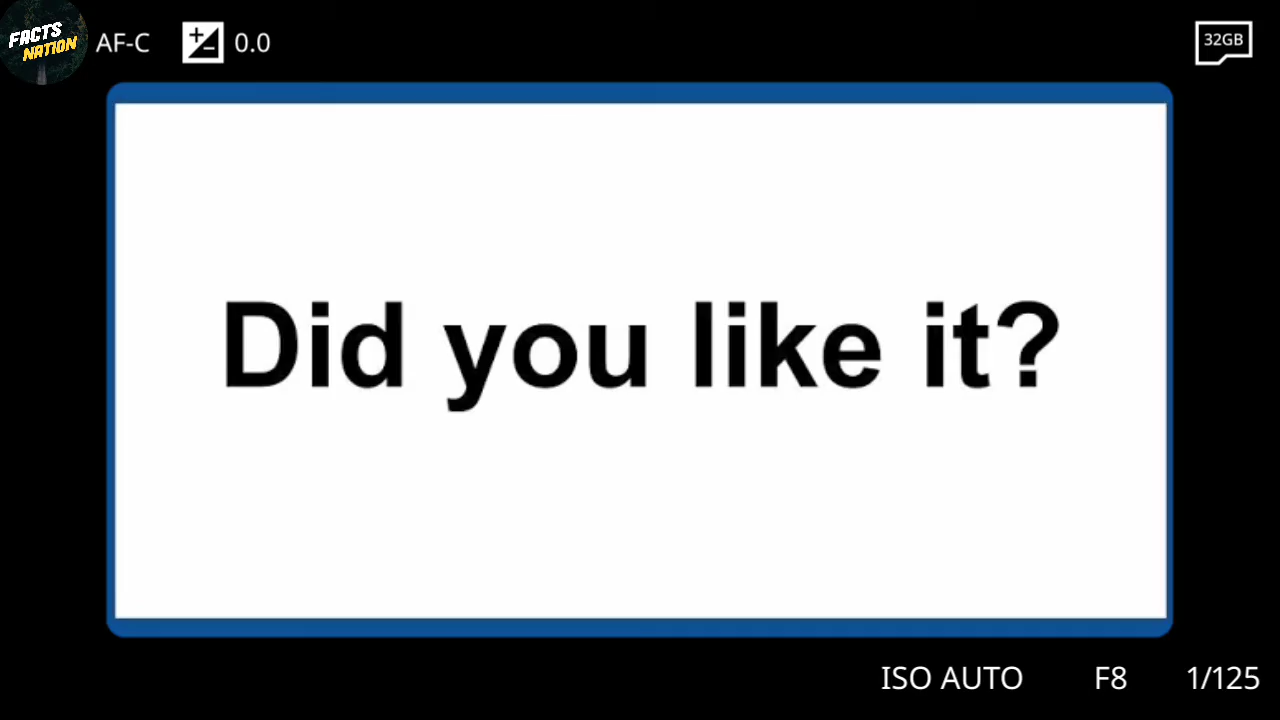 FACTS
NATION
AF-C
+ - 0.0
32GB
Did you like it?
ISO AUTO F8 1/125